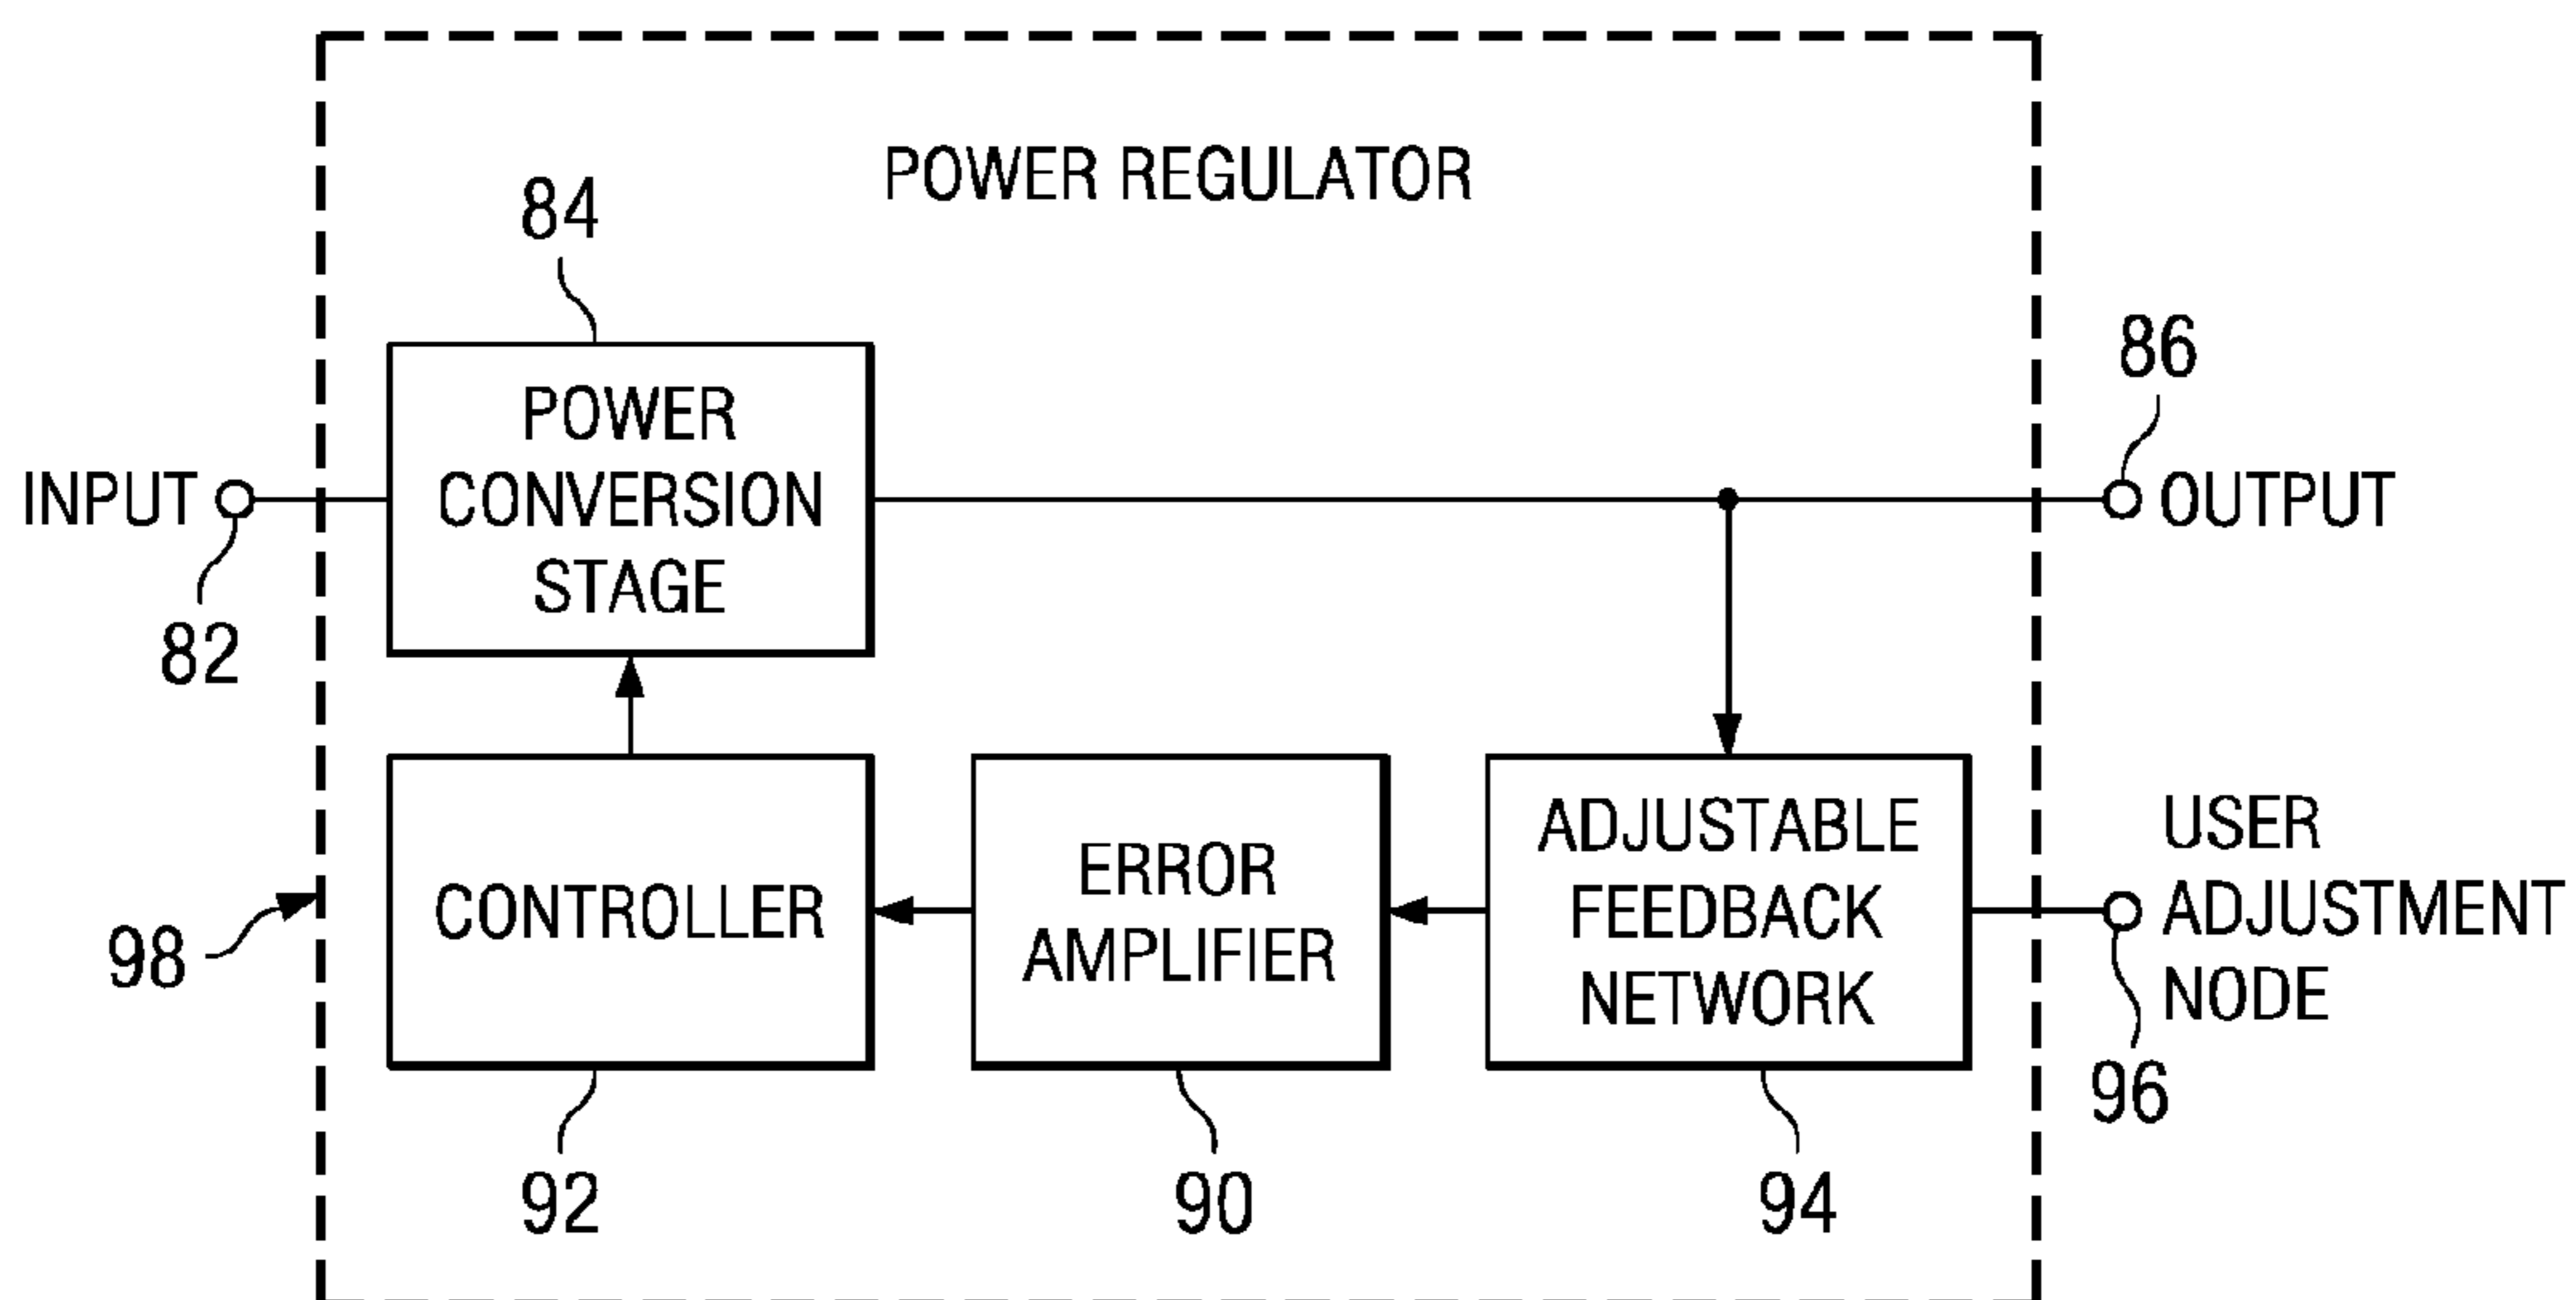 POWER REGULATOR
84
POWER
CONVERSION
STAGE
86
INPUT
OUTPUT
82
CONTROLLER
ERROR
AMPLIFIER
ADJUSTABLE
FEEDBACK
NETWORK
USER
ADJUSTMENT
NODE
98
96
92
90
94